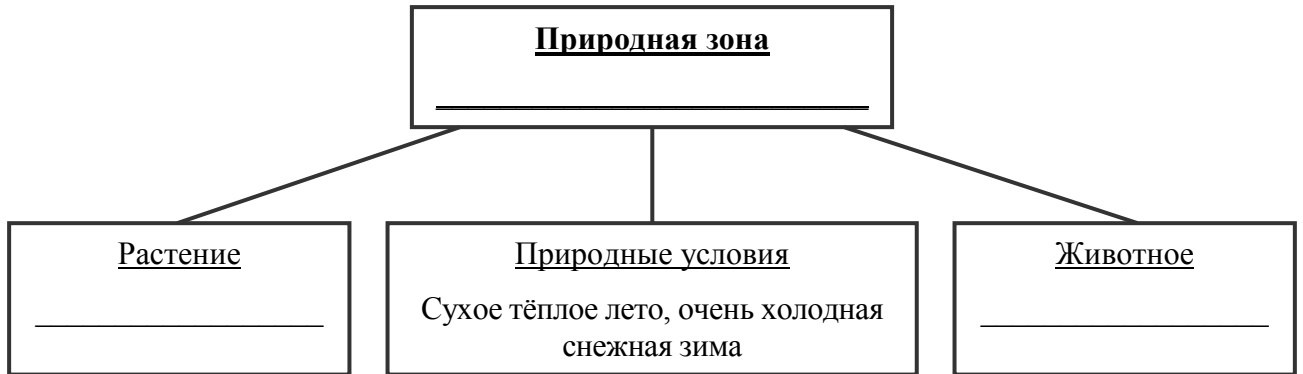 Природная зона
Растение
Природные условия
Сухое тёплое лето, очень холодная
снежная зима
Животное